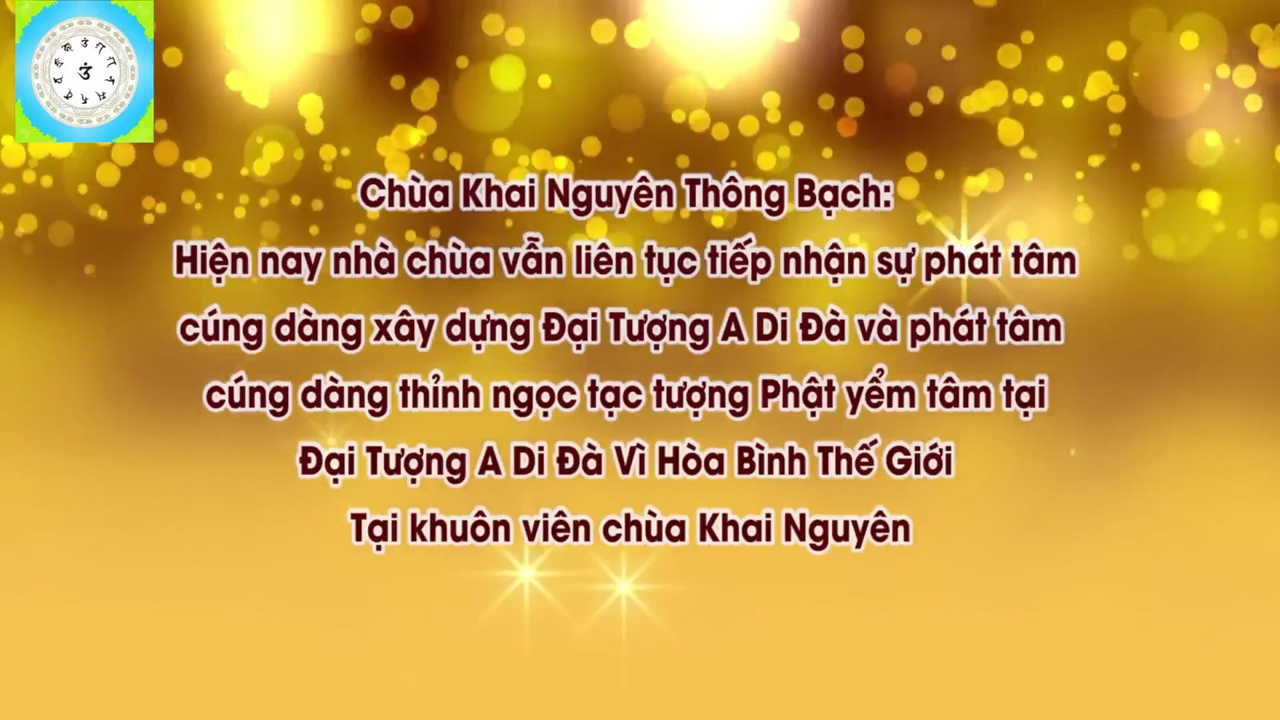 Chùa Khai Nguyên Thông Bạch:
Hiện nay nhà chùa vẫn liên tục tiếp nhận sự phát tâm
cúng dàng xây dựng Đại Tượng A Di Đà và phát tâm
cúng dàng thỉnh ngọc tạc tượng Phật yểm tâm tại
Đại Tượng A Di Đà Vì Hòa Bình Thế Giới
Tại khuôn viên chùa Khai Nguyên